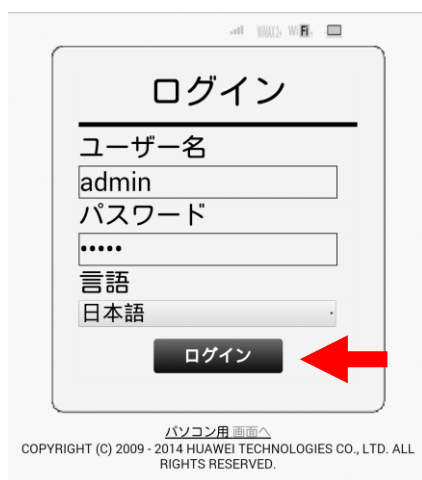 WiMAX 2+ WiFi
ログイン
ユーザー名
admin
パスワード
•••••
言語
日本語
ログイン
パソコン用 画面へ
COPYRIGHT (C) 2009 - 2014 HUAWEI TECHNOLOGIES CO., LTD. ALL
RIGHTS RESERVED.